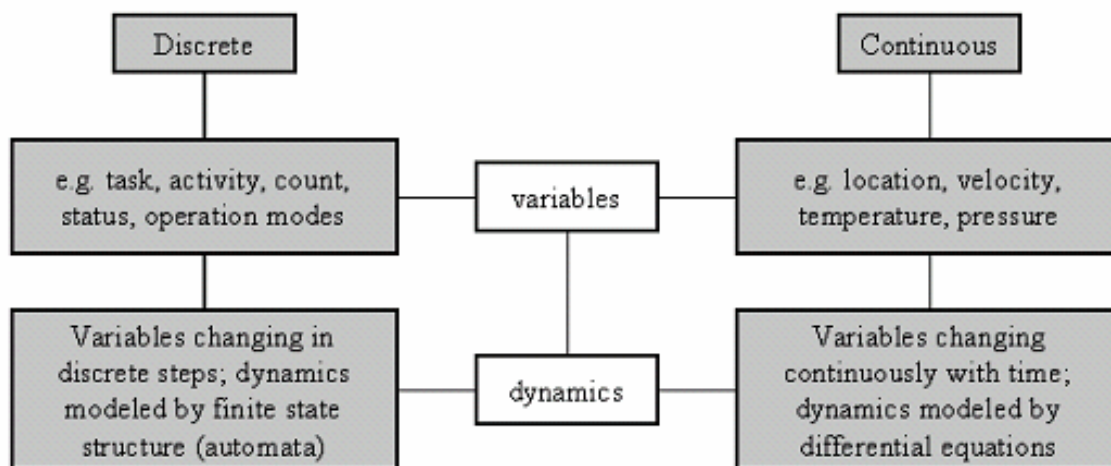 Discrete
Continuous
e.g. task, activity, count,
status, operation modes
variables
e.g. location, velocity,
temperature, pressure
Variables changing in
discrete steps; dynamics
modeled by finite state
structure (automata)
dynamics
Variables changing
continuously with time;
dynamics modeled by
differential equations